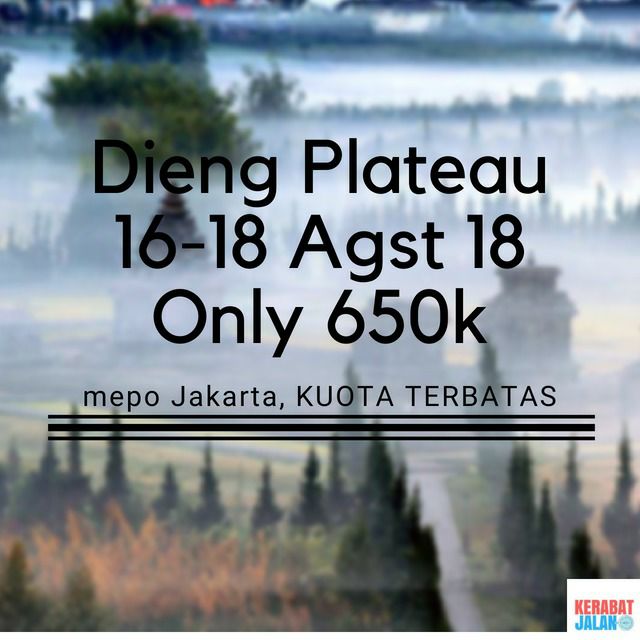 Dieng Plateau
16-18 Agst 18
Only 650k
mepo Jakarta, KUOTA TERBATAS
KERABAT
JALAN